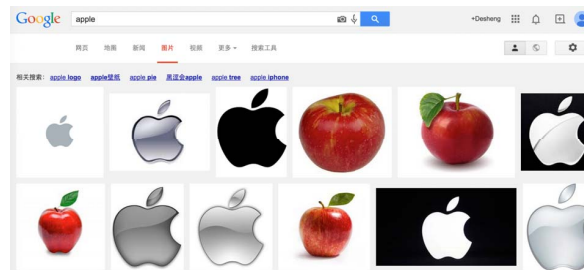 Google apple +Desheng
网页 地图 新闻 图片 视频 更多 搜索工具
相关搜索: apple logo apple壁纸 apple pie 黑涩会apple apple tree apple iphone